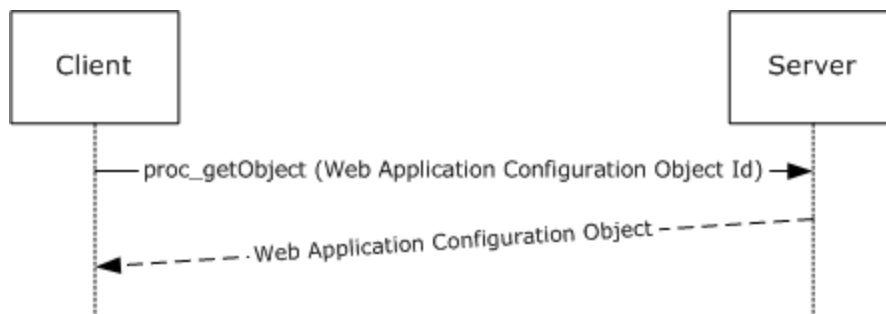 Client
Server
proc_getObject (Web Application Configuration Object Id)
Web Application Configuration Object